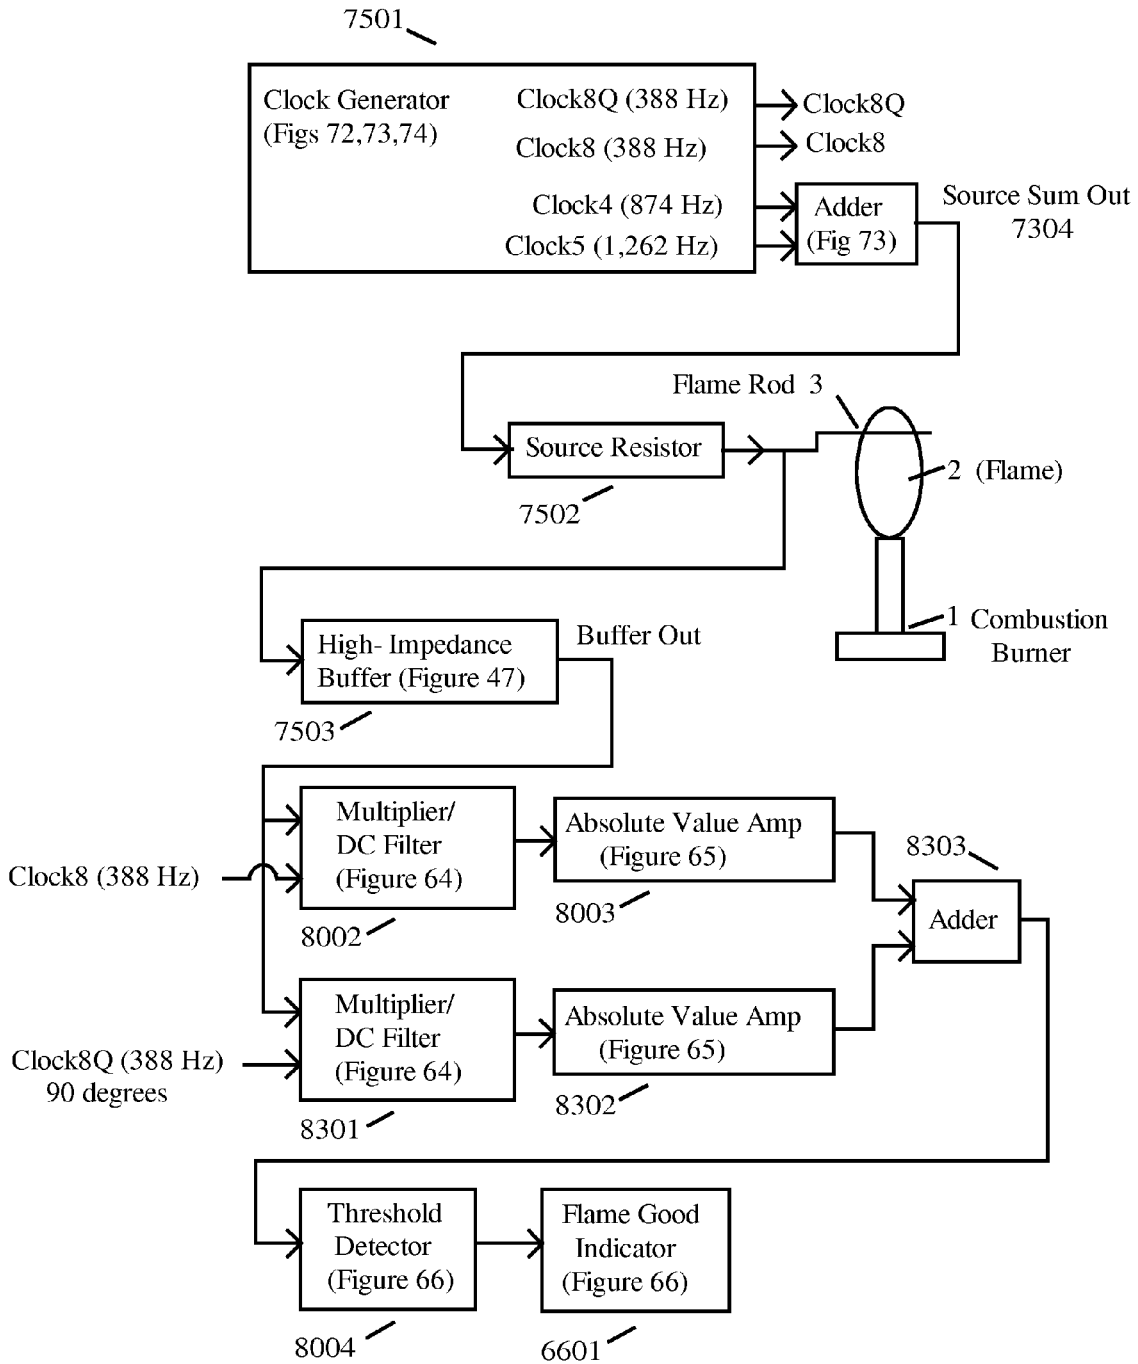 7501
Clock Generator
(Figs 72,73,74)
Clock8Q (388 Hz)
Clock8 (388 Hz)
Clock4 (874 Hz)
Clock5 (1,262 Hz)
Clock8Q
Clock8
Adder
(Fig 73)
Source Sum Out
7304
Flame Rod 3
Source Resistor
7502
2 (Flame)
1 Combustion
Burner
High- Impedance
Buffer (Figure 47)
Buffer Out
7503
Multiplier/
DC Filter
(Figure 64)
Clock8 (388 Hz)
8002
Absolute Value Amp
(Figure 65)
8003
8303
Adder
Multiplier/
DC Filter
(Figure 64)
Clock8Q (388 Hz)
90 degrees
8301
Absolute Value Amp
(Figure 65)
8302
Threshold
Detector
(Figure 66)
8004
Flame Good
Indicator
(Figure 66)
6601